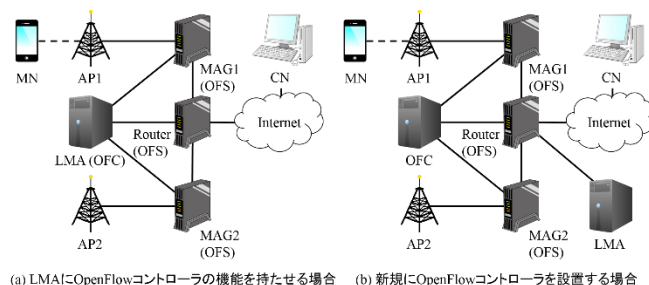 MN
AP1
MAG1
(OFS)
CN
LMA (OFC)
Router
(OFS)
Internet
AP2
MAG2
(OFS)
(a) LMAにOpenFlowコントローラの機能を持たせる場合
MN
AP1
MAG1
(OFS)
CN
OFC
Router
(OFS)
Internet
AP2
MAG2
(OFS)
LMA
(b) 新規にOpenFlowコントローラを設置する場合